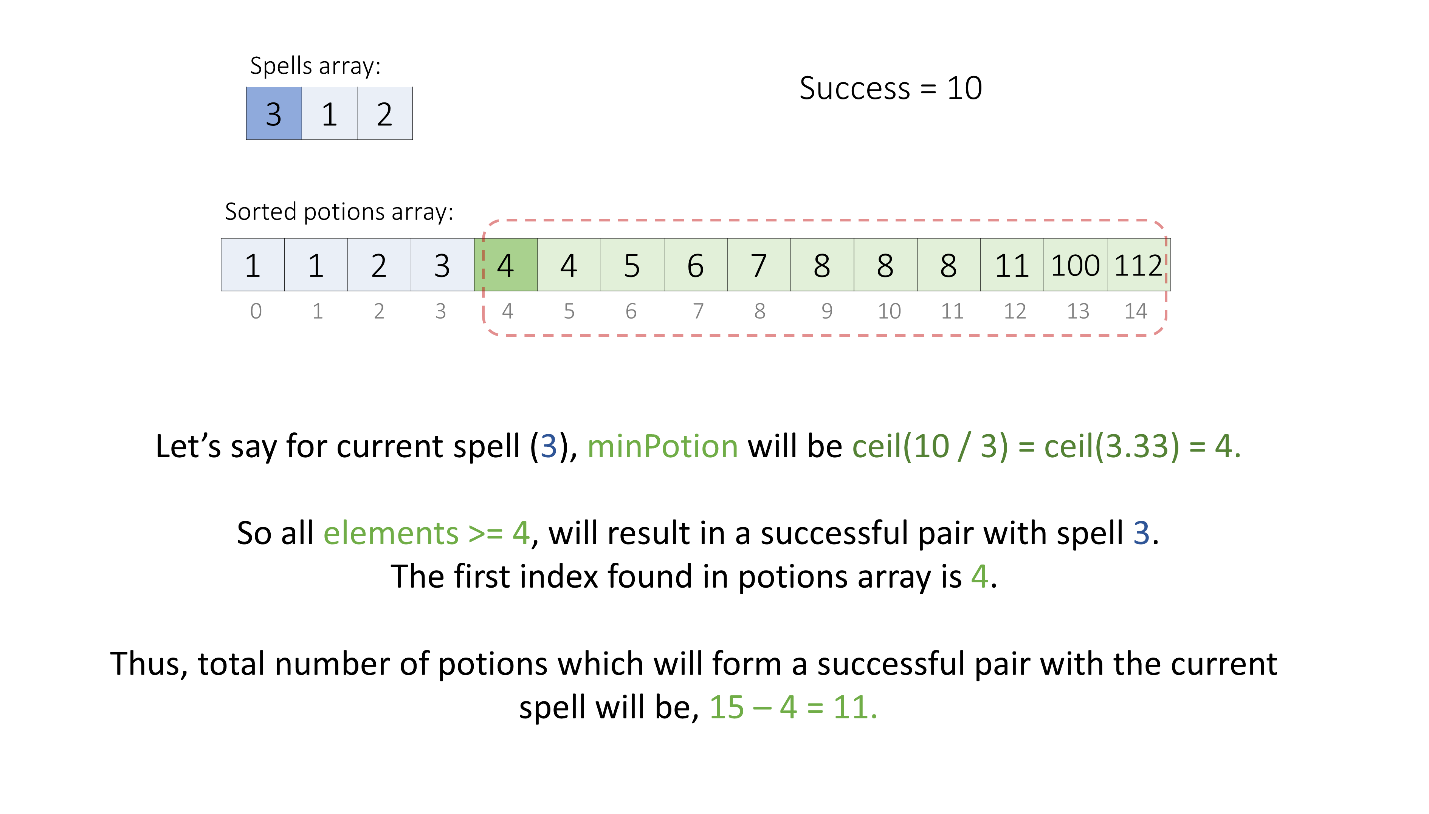 Spells array:
Success = 10
3 1 2
Sorted potions array:
1 1 2 3 4 4 5 6 7 8 8 8 11 100 112
0 1 2 3 4 5 6 7 8 9 10 11 12 13 14
Let’s say for current spell (3), minPotion will be ceil(10 / 3) = ceil(3.33) = 4.
So all elements >= 4, will result in a successful pair with spell 3.
The first index found in potions array is 4.
Thus, total number of potions which will form a successful pair with the current
spell will be, 15 – 4 = 11.